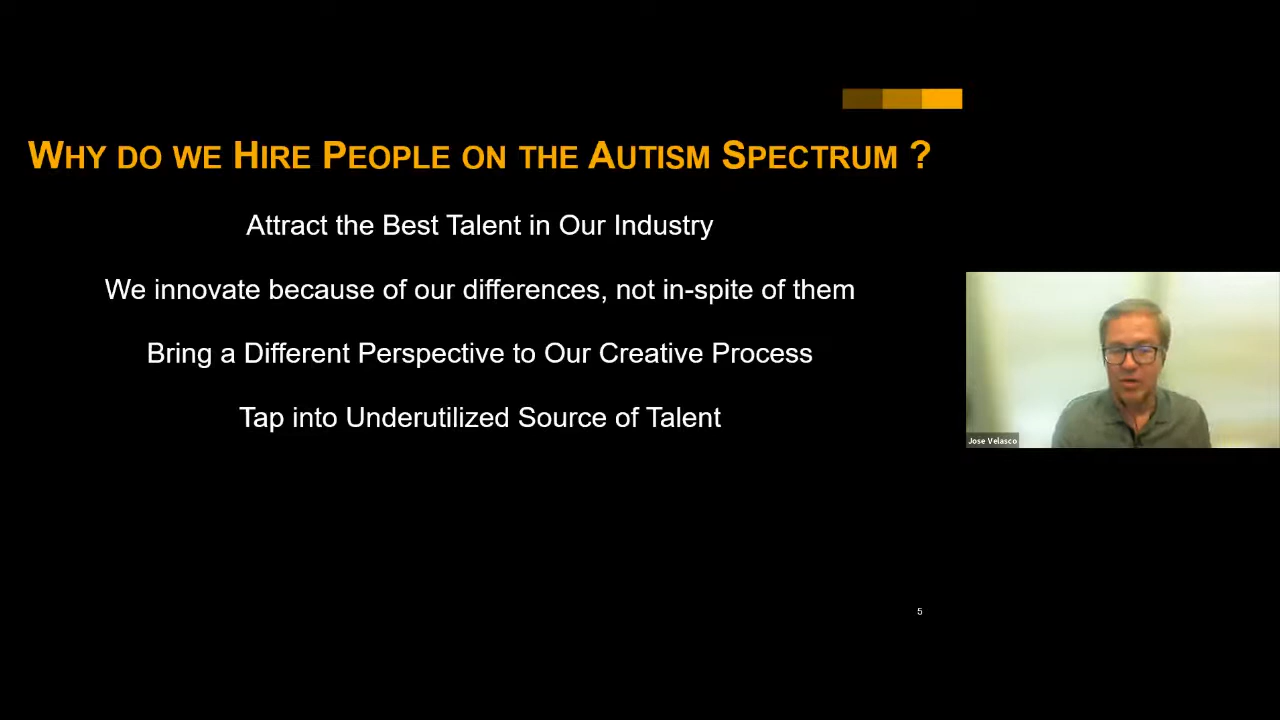 WHY DO WE HIRE PEOPLE ON THE AUTISM SPECTRUM ?
Attract the Best Talent in Our Industry
We innovate because of our differences, not in-spite of them
Bring a Different Perspective to Our Creative Process
Tap into Underutilized Source of Talent
Jose Velasco
5